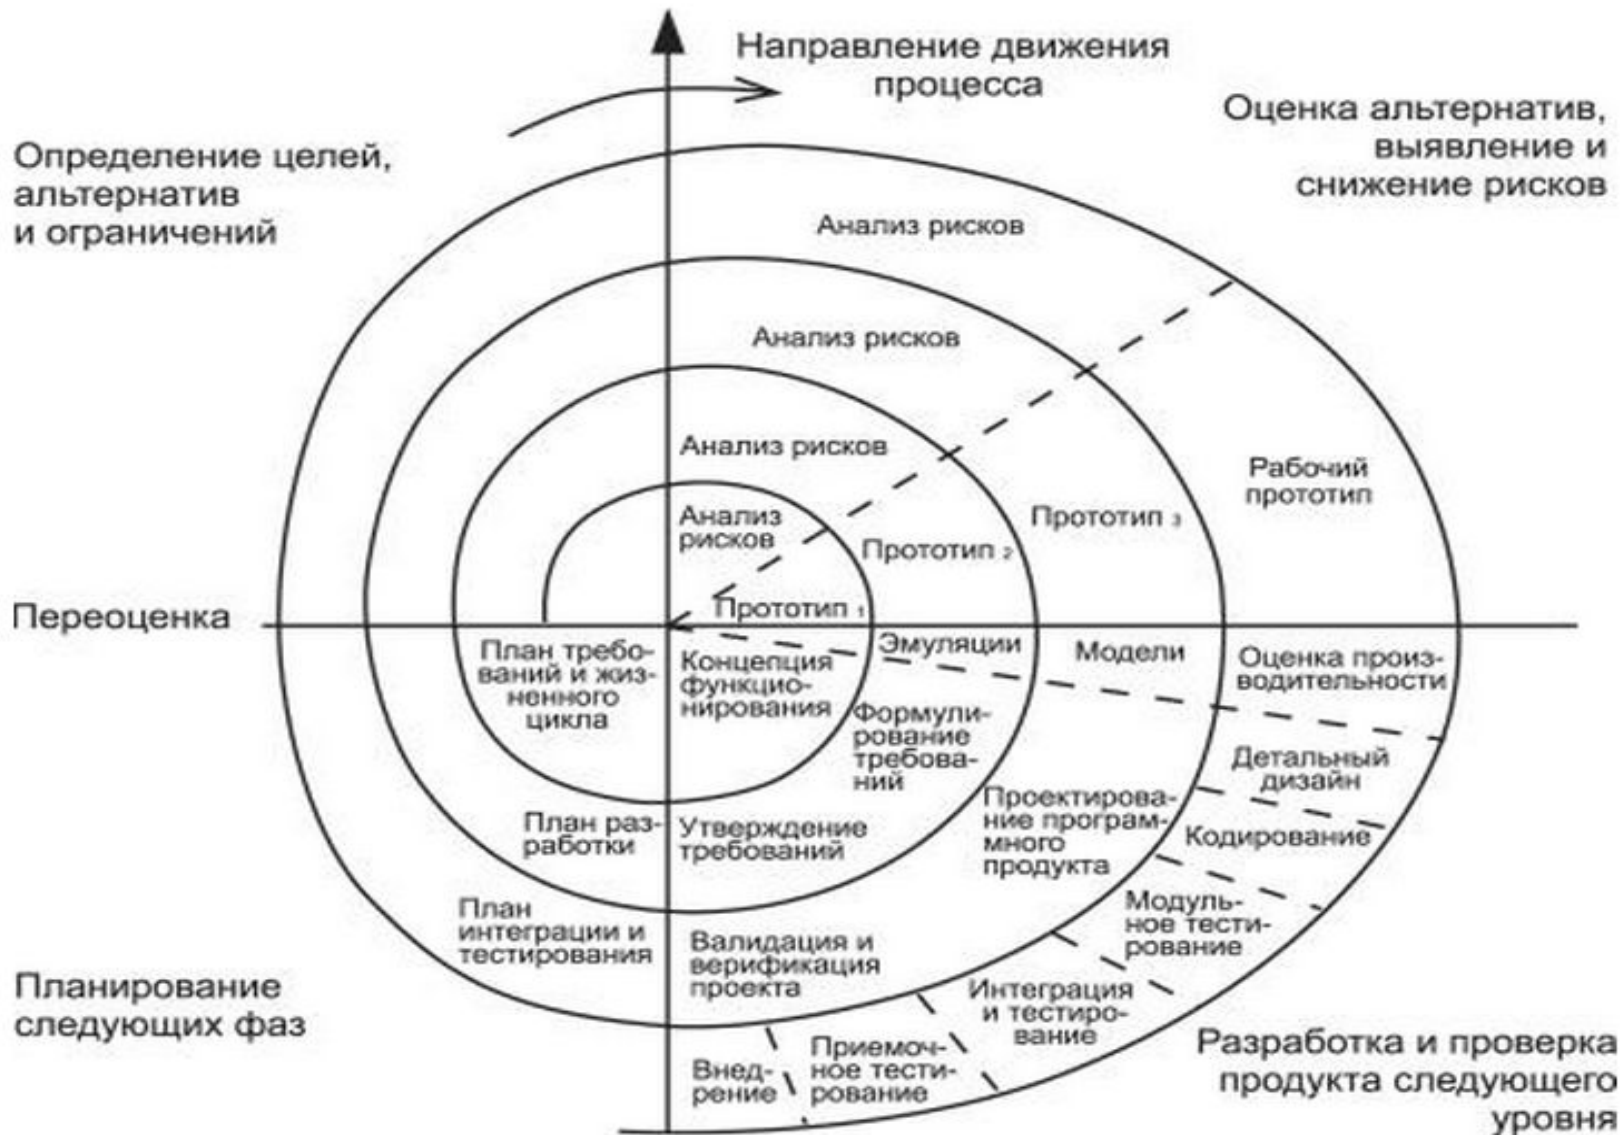 Направление движения
процесса
Оценка альтернатив,
выявление и
снижение рисков
Определение целей,
альтернатив
и ограничений
Анализ рисков
Анализ рисков
Анализ рисков
Анализ
рисков
Рабочий
прототип
Прототип 3
Прототип 2
Прототип 1
Переоценка
План требо-
ваний и жиз-
ненного
цикла
Концепция
функцио-
нирования
Эмуляции
Модели
Оценка произ-
водительности
Формули-
рование
требова-
ний
Детальный
дизайн
Проектирова-
ние програм-
много
продукта
Кодирование
План раз-
работки
Утверждение
требований
Модуль-
ное тести-
рование
План
интеграции и
тестирования
Валидация и
верификация
проекта
Интеграция
и тестиро-
вание
Планирование
следующих фаз
Внед-
рение
Приемоч-
ное тести-
рование
Разработка и проверка
продукта следующего
уровня